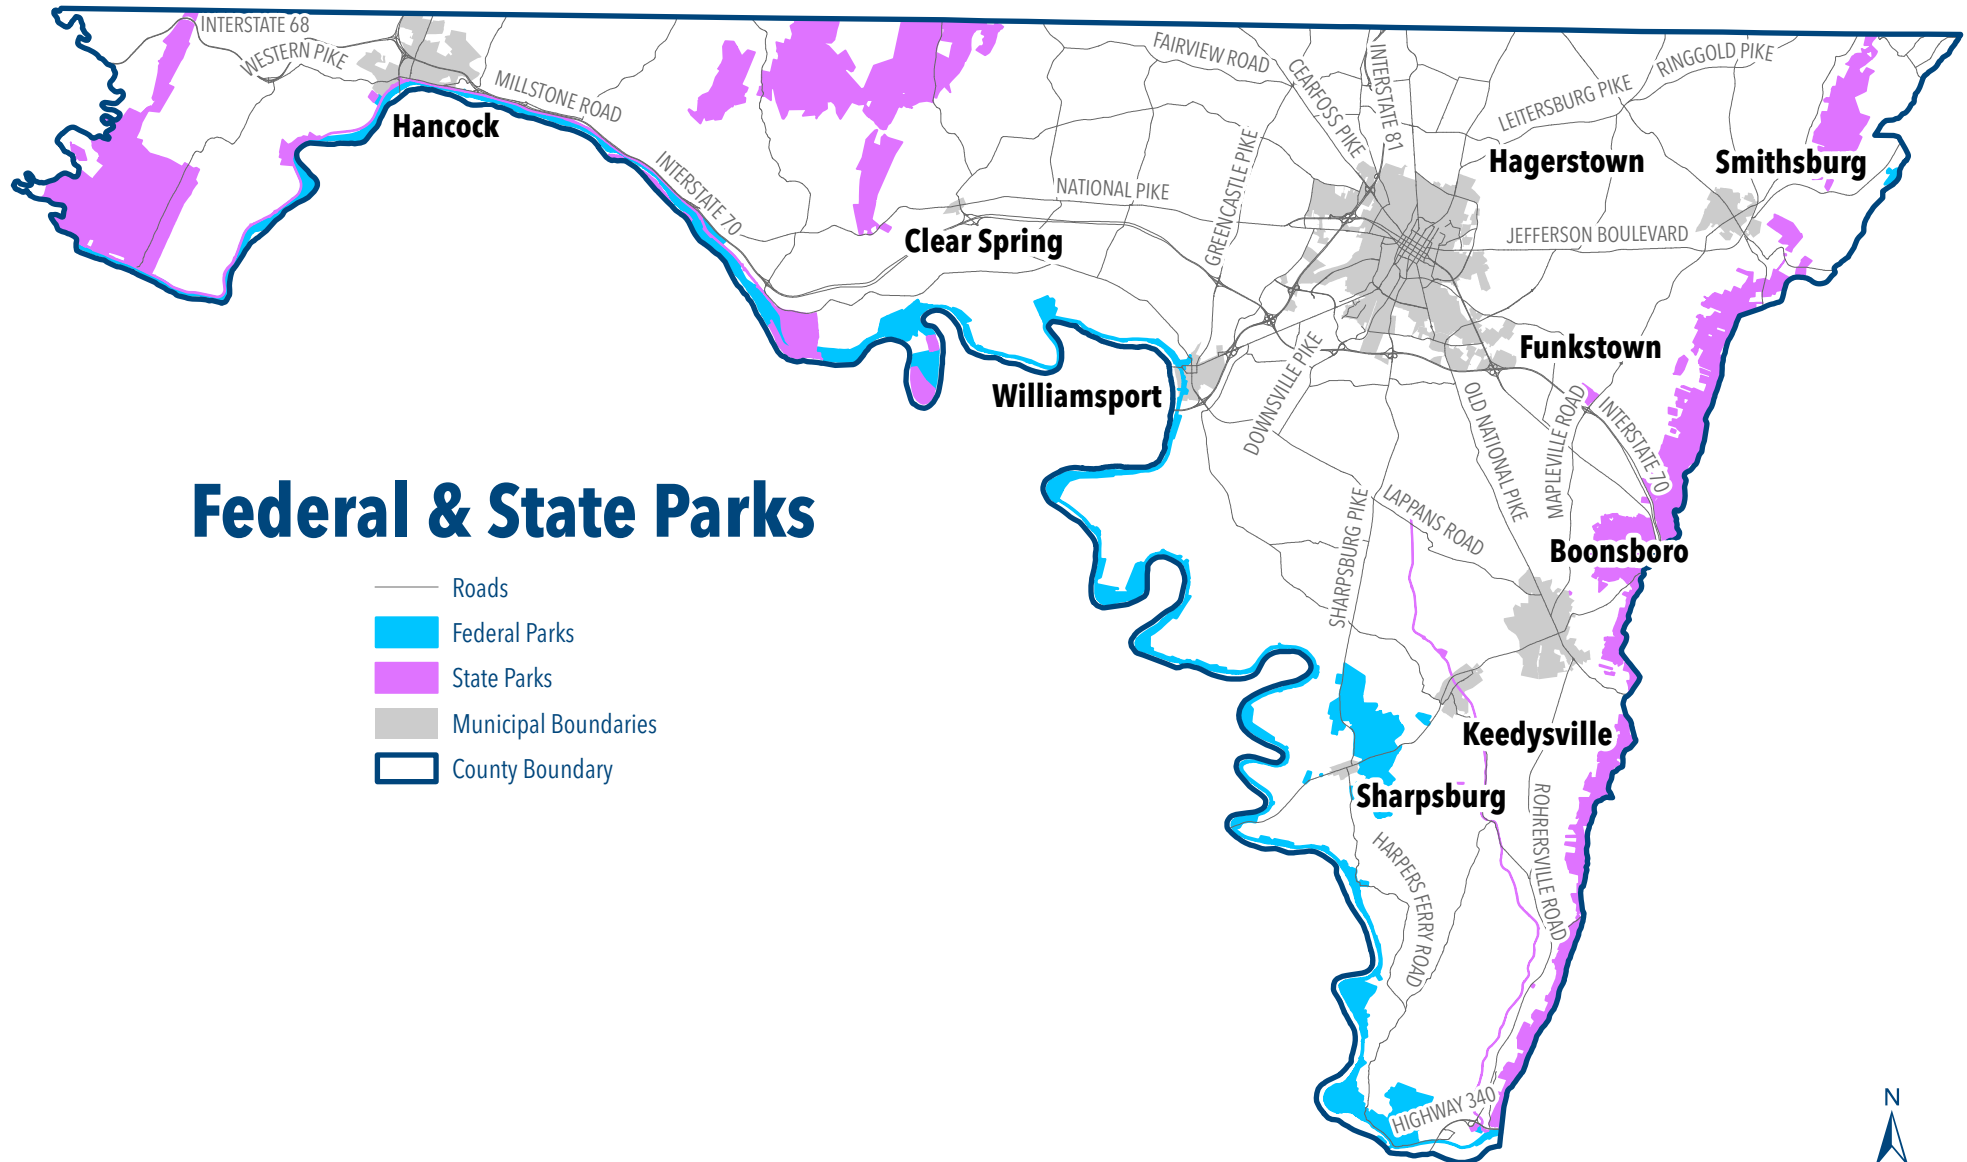 INTERSTATE 68
WESTERN PIKE
MILLSTONE ROAD
Hancock
INTERSTATE 70
FAIRVIEW ROAD
CEARFOSS PIKE
INTERSTATE 81
LEITERSBURG PIKE
RINGGOLD PIKE
Hagerstown
Smithsburg
NATIONAL PIKE
GREENCASTLE PIKE
Clear Spring
JEFFERSON BOULEVARD
Funkstown
Williamsport
DOWNSVILLE PIKE
OLD NATIONAL PIKE
MAPLEVILLE ROAD
INTERSTATE 70
SHARPSBURG PIKE
LAPPANS ROAD
Boonsboro
Keedysville
Sharpsburg
HARPERS FERRY ROAD
ROHRERSVILLE ROAD
HIGHWAY 340
Federal & State Parks
Roads
Federal Parks
State Parks
Municipal Boundaries
County Boundary
N